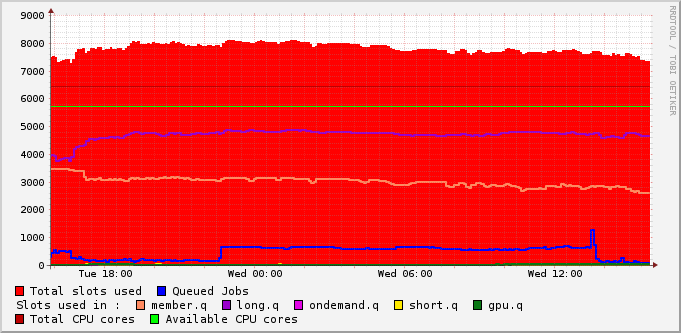 RRDTOOL / TOBI OETIKER
9000
8000
7000
6000
5000
4000
3000
2000
1000
0
Tue 18:00 Wed 00:00 Wed 06:00 Wed 12:00
Total slots used Queued Jobs
Slots used in : member.q long.q ondemand.q short.q gpu.q
Total CPU cores Available CPU cores